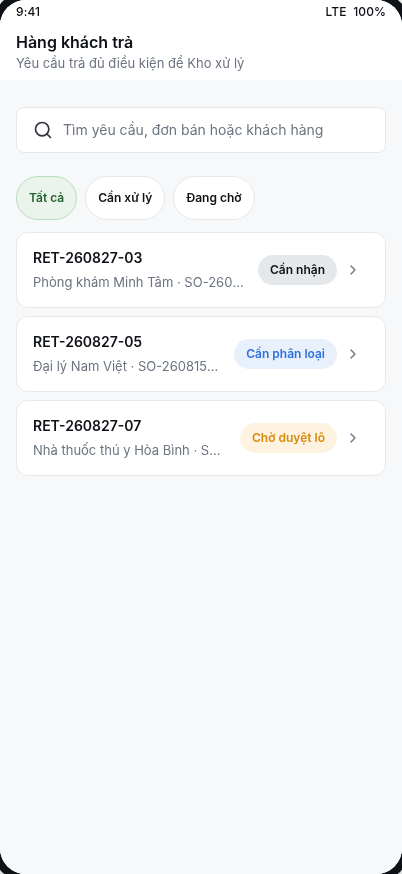 9:41 LTE 100%
Hàng khách trả
Yêu cầu trả đủ điều kiện để Kho xử lý
Tìm yêu cầu, đơn bán hoặc khách hàng
Tất cả Cần xử lý Đang chờ
RET-260827-03
Phòng khám Minh Tâm · SO-260...
Cần nhận
RET-260827-05
Đại lý Nam Việt · SO-260815...
Cần phân loại
RET-260827-07
Nhà thuốc thú y Hòa Bình · S...
Chờ duyệt lô